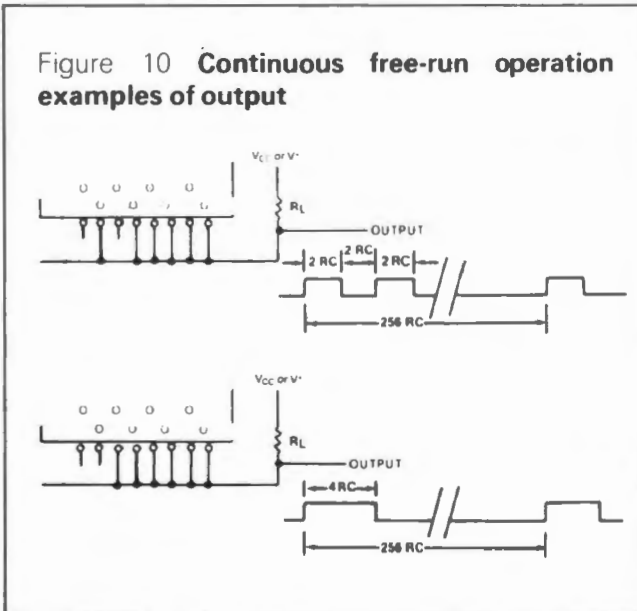 Figure 10 Continuous free-run operation
examples of output
VCC or V+
RL
OUTPUT
2 RC
2 RC
2 RC
256 RC
VCC or V+
RL
OUTPUT
4 RC
256 RC